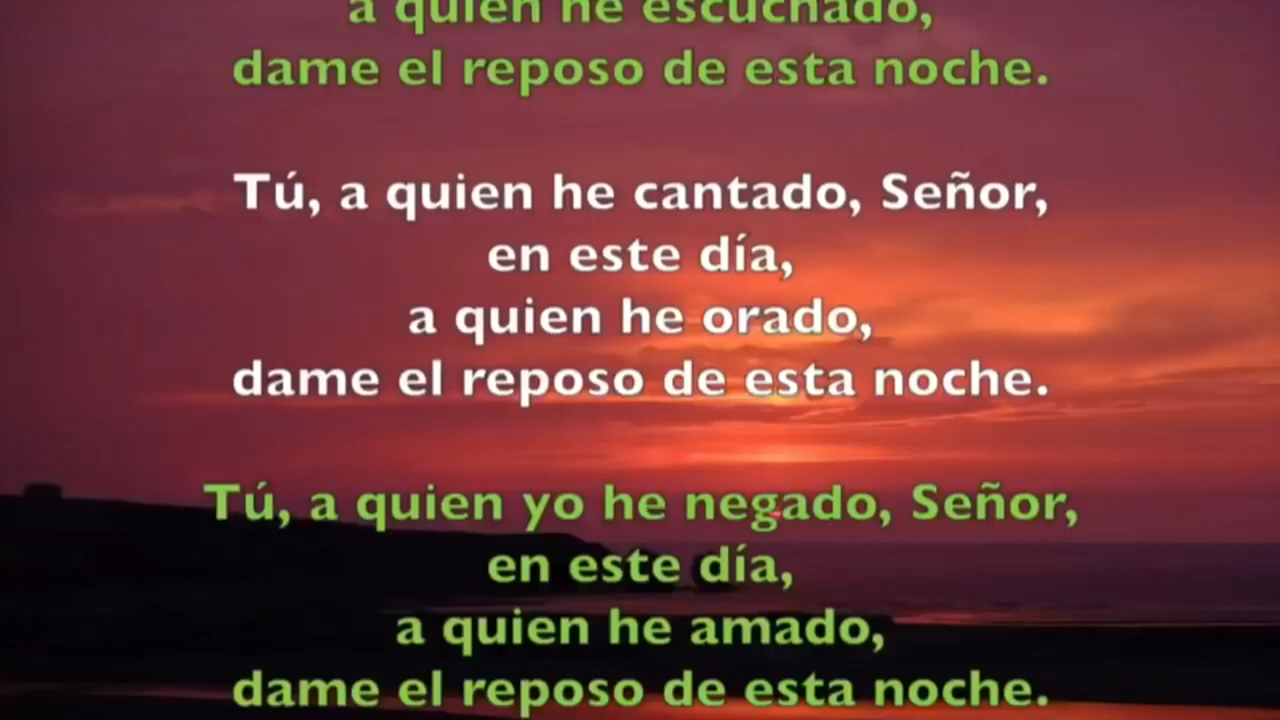 a quien he escuchado,
dame el reposo de esta noche.
Tú, a quien he cantado, Señor,
en este día,
a quien he orado,
dame el reposo de esta noche.
Tú, a quien yo he negado, Señor,
en este día,
a quien he amado,
dame el reposo de esta noche.